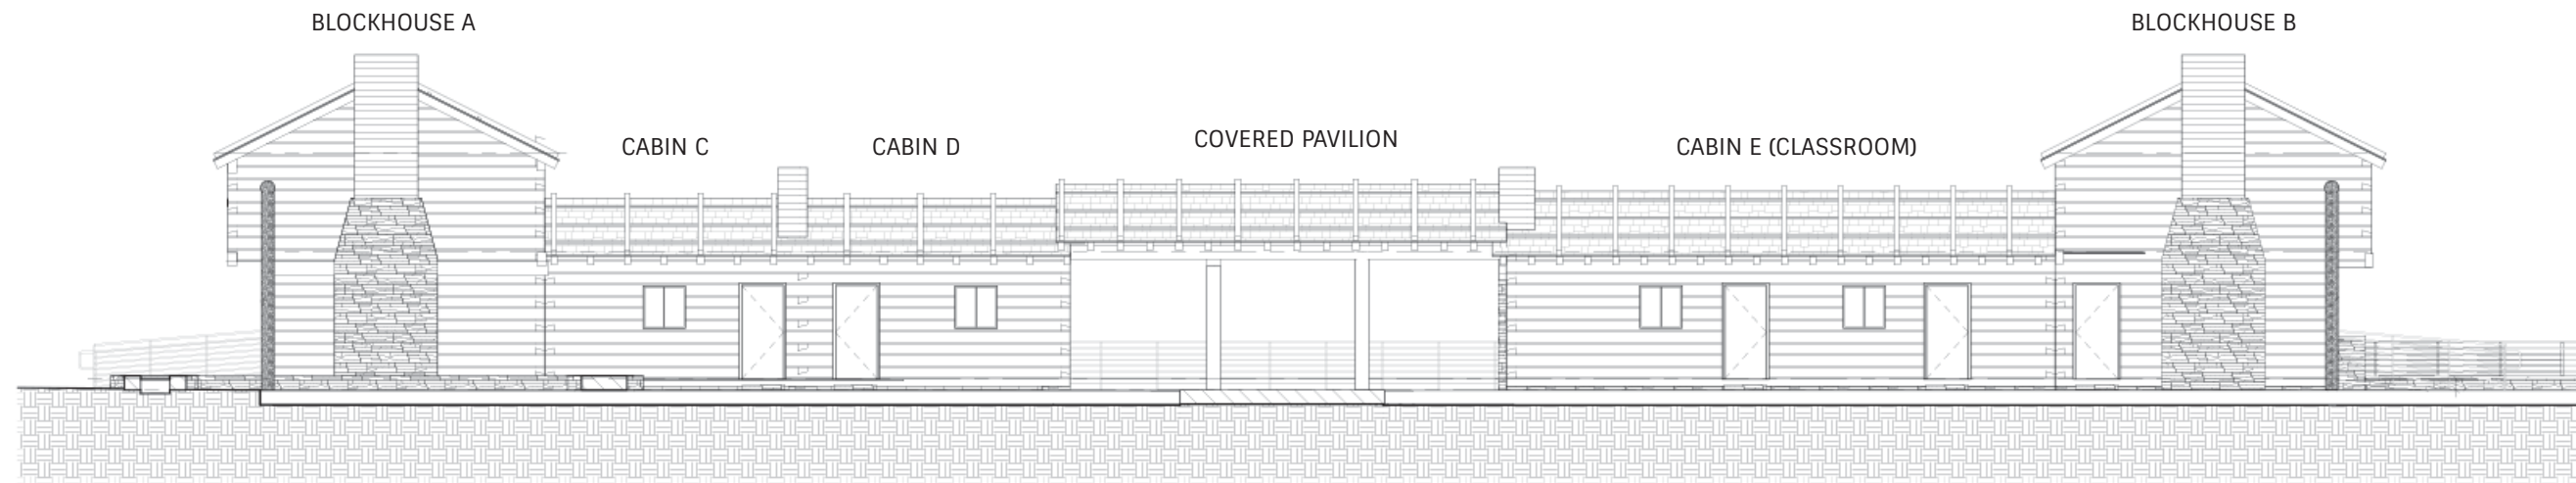 BLOCKHOUSE A
BLOCKHOUSE B
CABIN C
CABIN D
COVERED PAVILION
CABIN E (CLASSROOM)